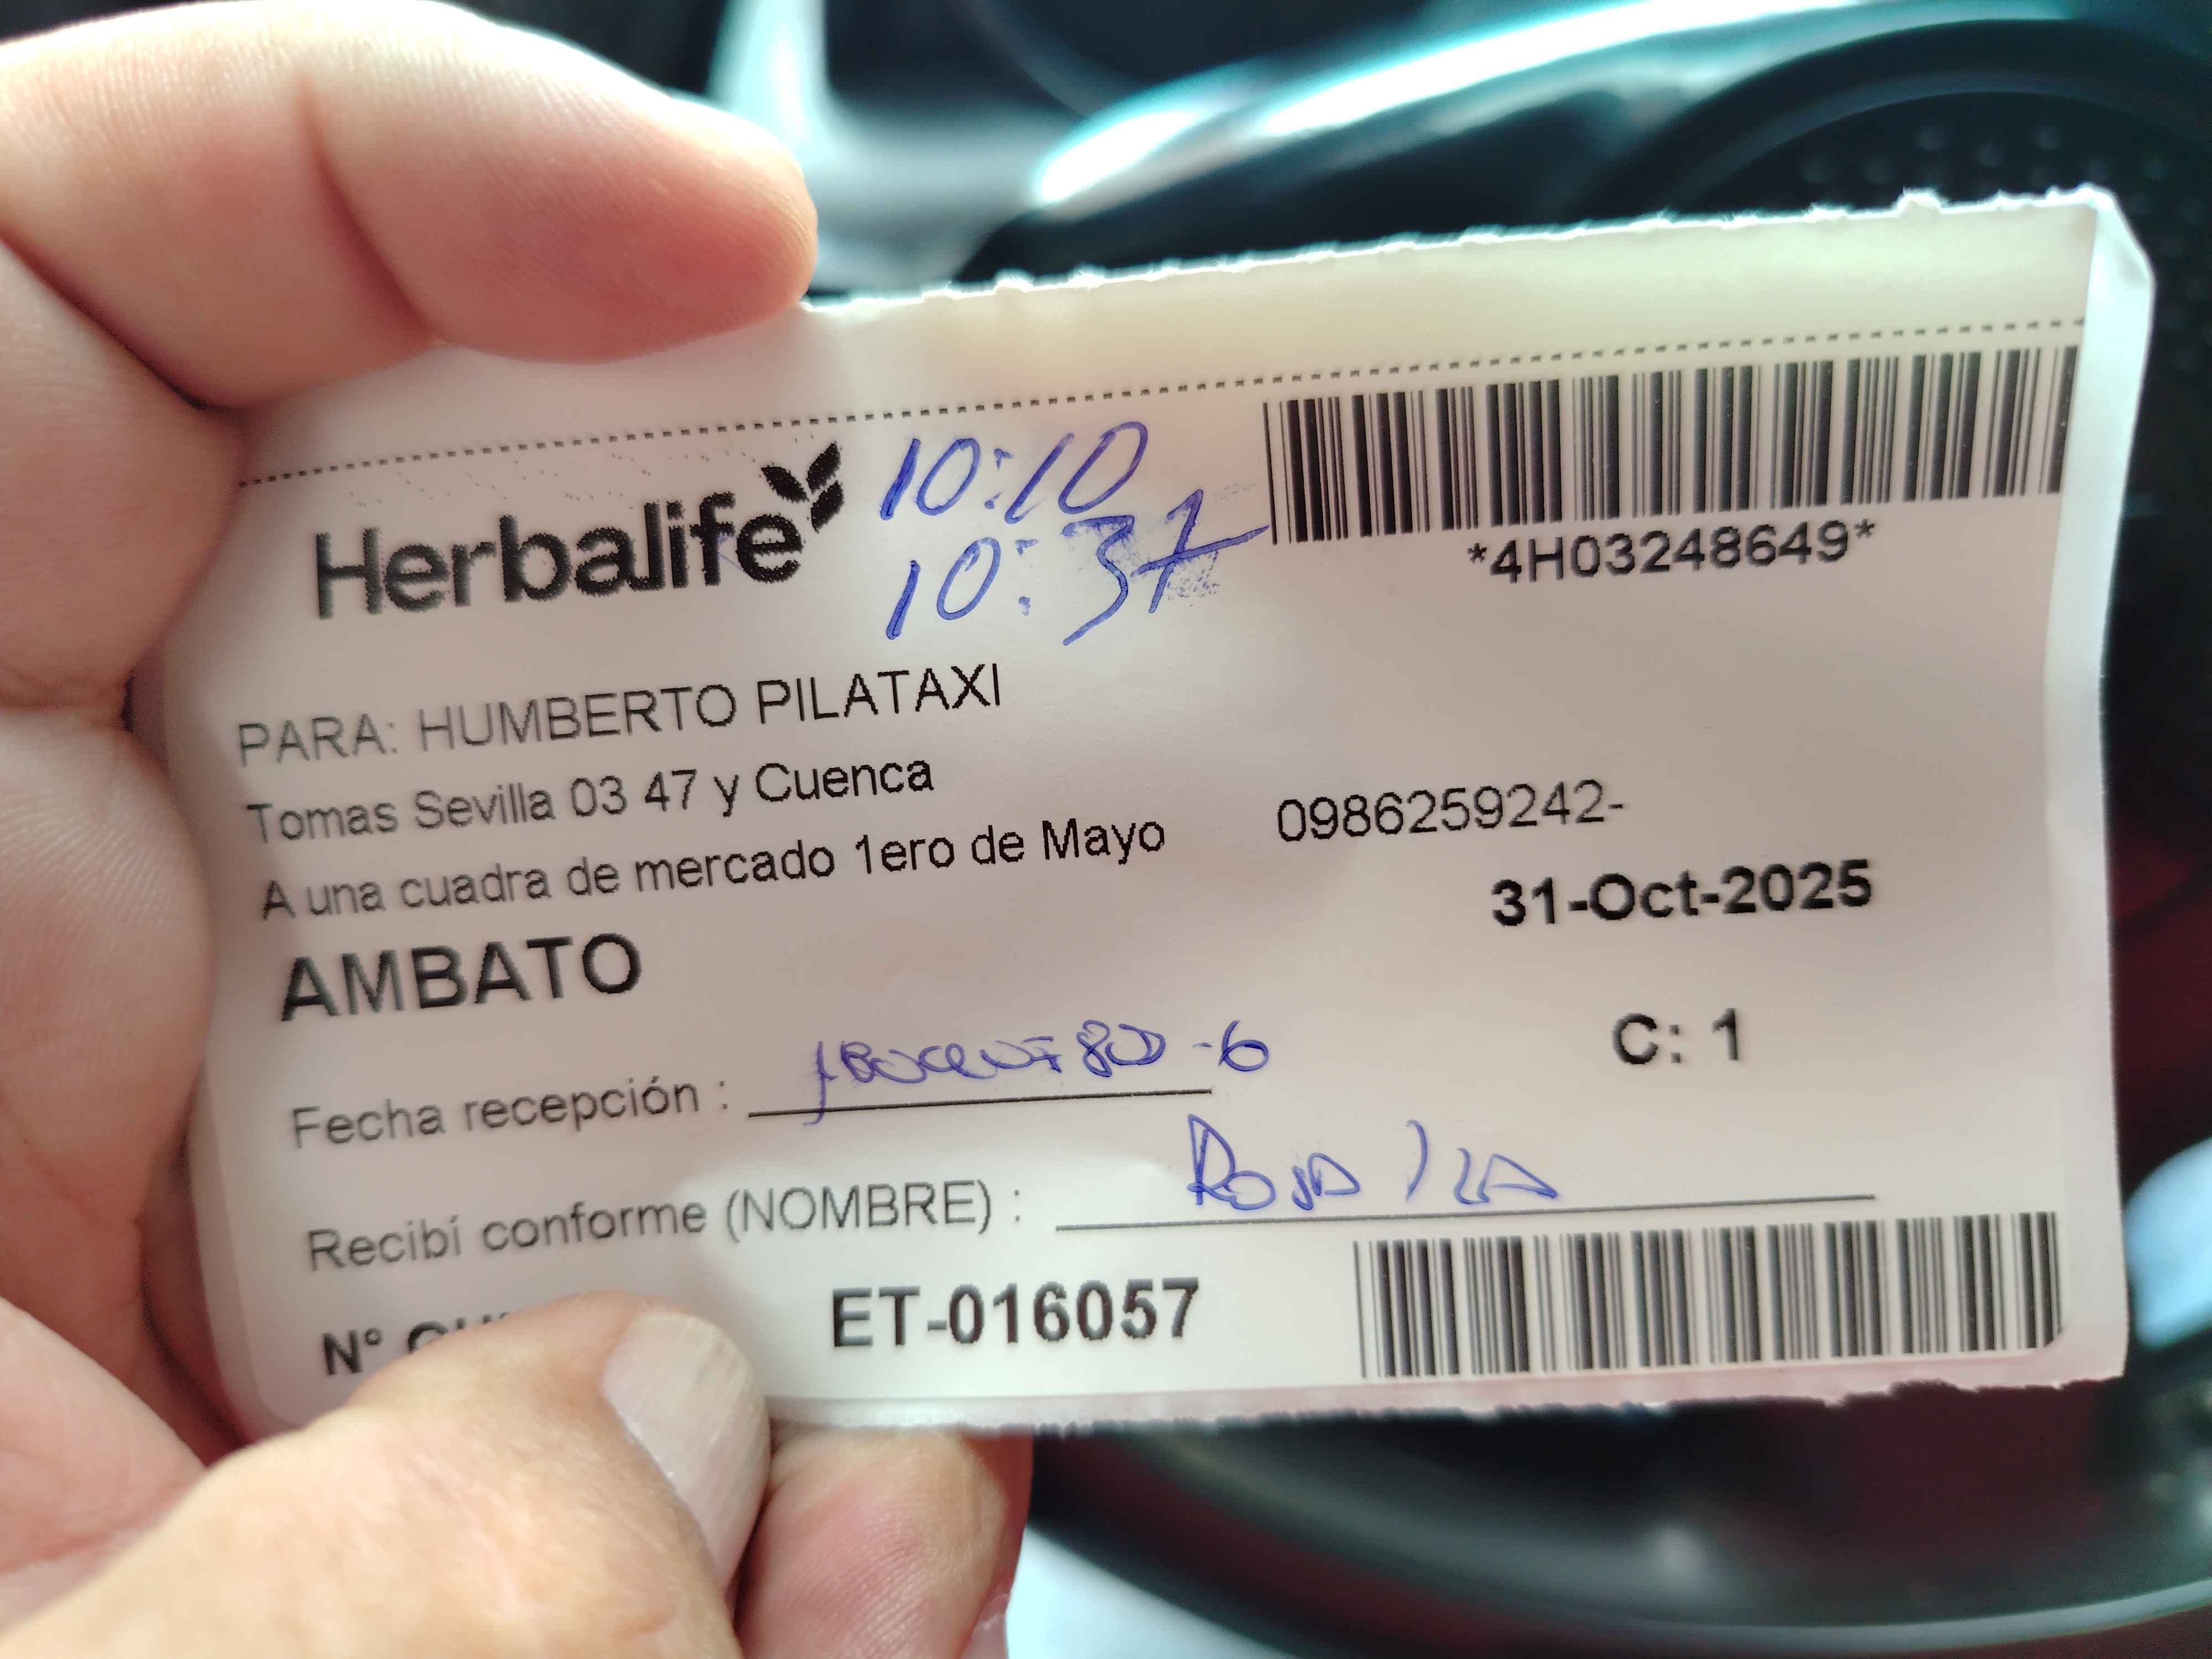 Herbalife
10:10
10:37
*4H03248649*
PARA: HUMBERTO PILATAXI
Tomas Sevilla 03 47 y Cuenca
A una cuadra de mercado 1ero de Mayo
0986259242-
31-Oct-2025
AMBATO
C: 1
Fecha recepción :
Recibí conforme (NOMBRE) : Rosa
N°
ET-016057